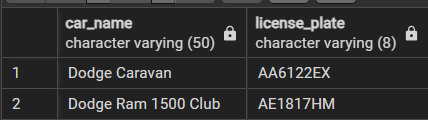 car_name license_plate
character varying (50) character varying (8)
1 Dodge Caravan AA6122EX
2 Dodge Ram 1500 Club AE1817HM